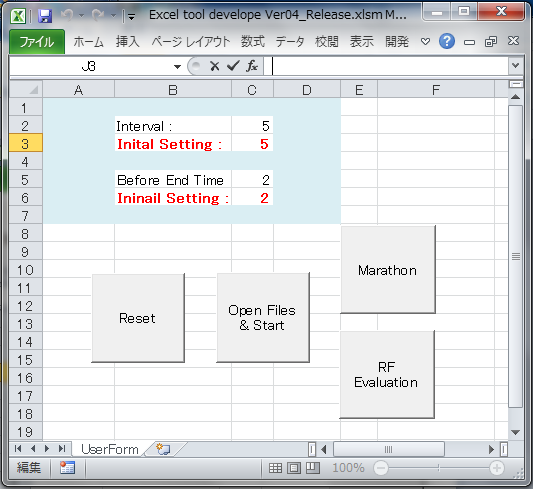 Excel tool develope Ver04_Release.xlsm M...
ファイル ホーム 挿入 ページ レイアウト 数式 データ 校閲 表示 開発
J3 fx
A B C D E F
1
2 Interval : 5
3 Inital Setting : 5
4
5 Before End Time 2
6 Ininail Setting : 2
7
8
9
10 Marathon
11
12 Open Files
13 Reset & Start
14
15 RF
16 Evaluation
17
18
19
UserForm
編集 100%